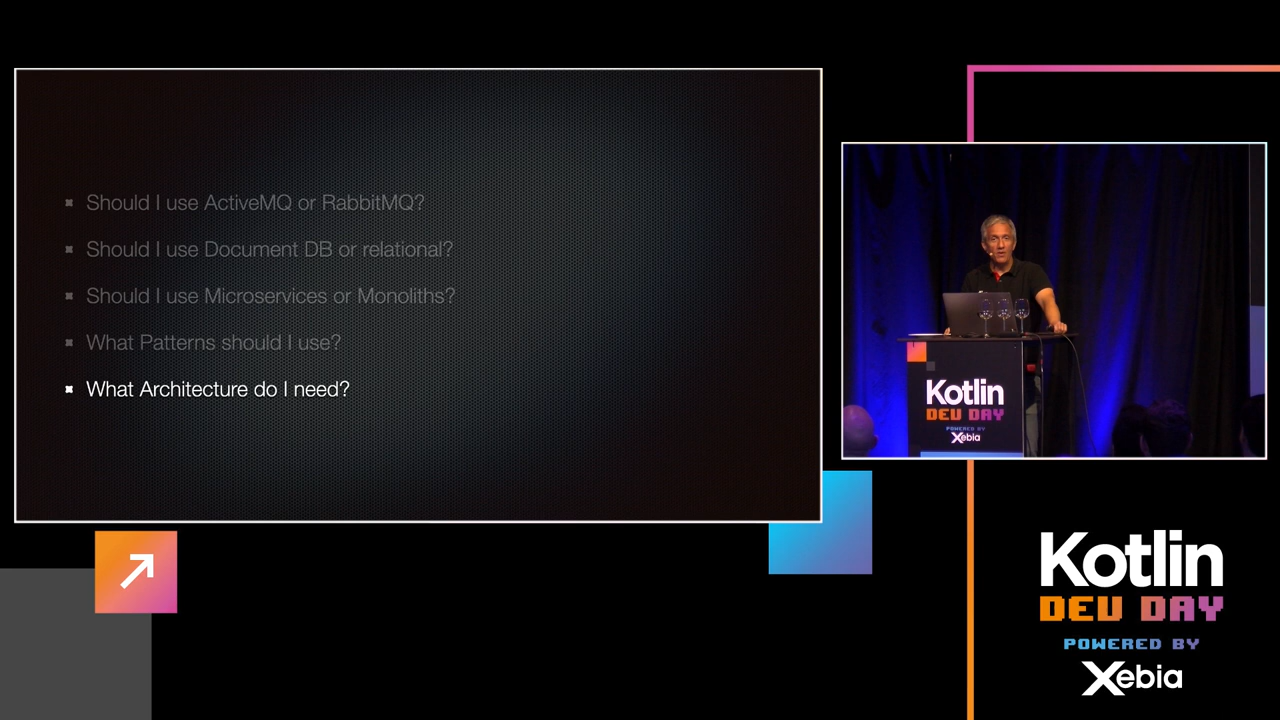 Should I use ActiveMQ or RabbitMQ?
Should I use Document DB or relational?
Should I use Microservices or Monoliths?
What Patterns should I use?
What Architecture do I need?
Kotlin
DEV DAY
POWERED BY
Xebia
Kotlin
DEV DAY
POWERED BY
Xebia